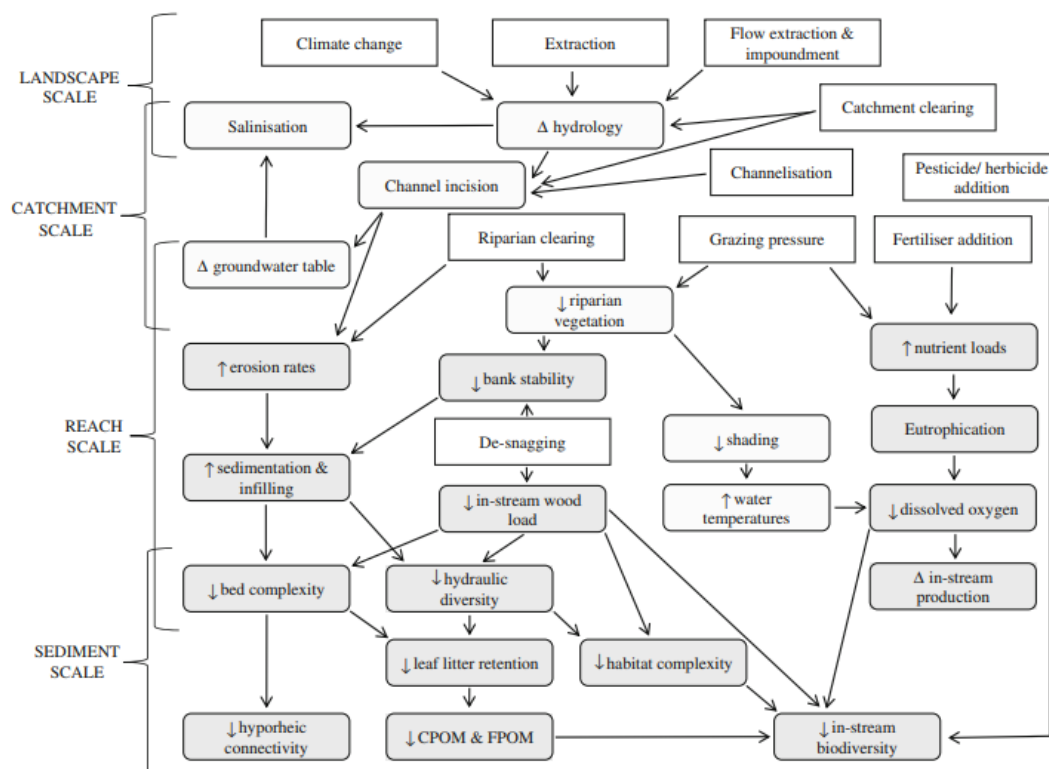 Climate change
Extraction
Flow extraction &
impoundment
LANDSCAPE
SCALE
Salinisation
Δ hydrology
Catchment clearing
Channel incision
Channelisation
Pesticide/ herbicide
addition
CATCHMENT
SCALE
Δ groundwater table
Riparian clearing
Grazing pressure
Fertiliser addition
↓ riparian
vegetation
↑ erosion rates
↑ nutrient loads
↓ bank stability
REACH
SCALE
De-snagging
↓ shading
Eutrophication
↑ sedimentation &
infilling
↓ in-stream wood
load
↑ water
temperatures
↓ dissolved oxygen
↓ bed complexity
↓ hydraulic
diversity
Δ in-stream
production
SEDIMENT
SCALE
↓ leaf litter retention
↓ habitat complexity
↓ hyporheic
connectivity
↓ CPOM & FPOM
↓ in-stream
biodiversity